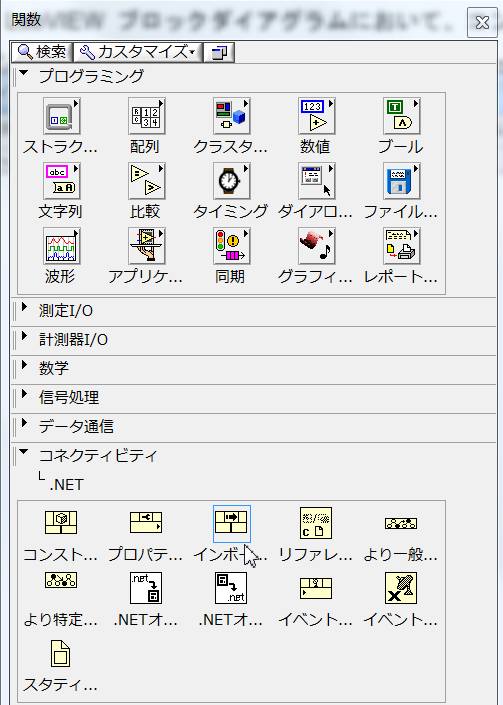 VIEW ブロックダイアグラムにおいて、
関数
検索 カスタマイズ
プログラミング
ストラク... 配列 クラスタ... 数値 ブール
文字列 比較 タイミング ダイアロ... ファイル...
波形 アプリケ... 同期 グラフィ... レポート...
測定I/O
計測器I/O
数学
信号処理
データ通信
コネクティビティ
.NET
コンスト... プロパテ... インボー... リファレ... より一般...
より特定... .NETオ... .NETオ... イベント... イベント...
スタティ...